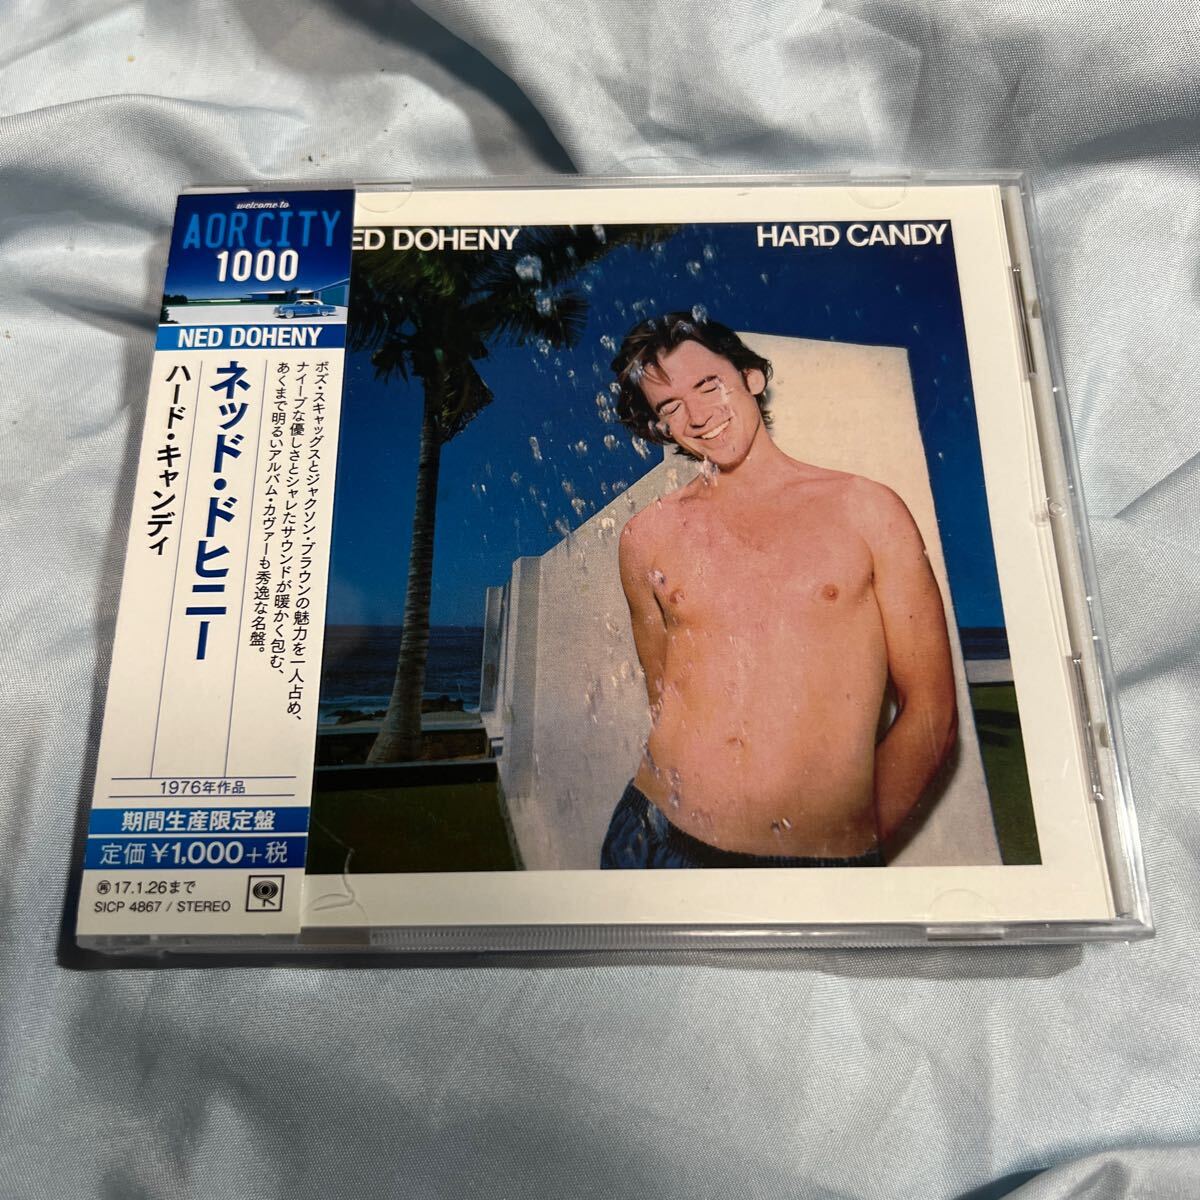 welcome to
AOR CITY
1000
NED DOHENY
ボズ・スキャッグスとジャクソン・ブラウンの魅力を一人占め、
ナイーブな優しさとシャレたサウンドが暖かく包む、
あくまで明るいアルバム・カヴァーも秀逸な名盤。
ネッド・ドヒニー
ハード・キャンディ
1976年作品
期間生産限定盤
定価¥1,000+税
㋐17.1.26まで
SICP 4867 / STEREO
ED DOHENY
HARD CANDY